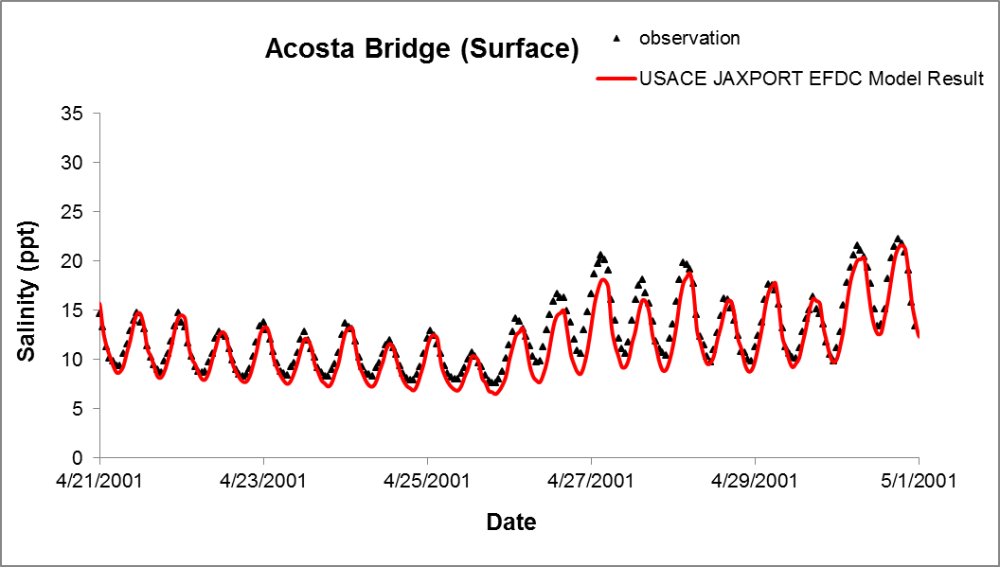 Acosta Bridge (Surface)
observation
USACE JAXPORT EFDC Model Result
35
30
25
20
15
10
5
0
Salinity (ppt)
4/21/2001 4/23/2001 4/25/2001 4/27/2001 4/29/2001 5/1/2001
Date